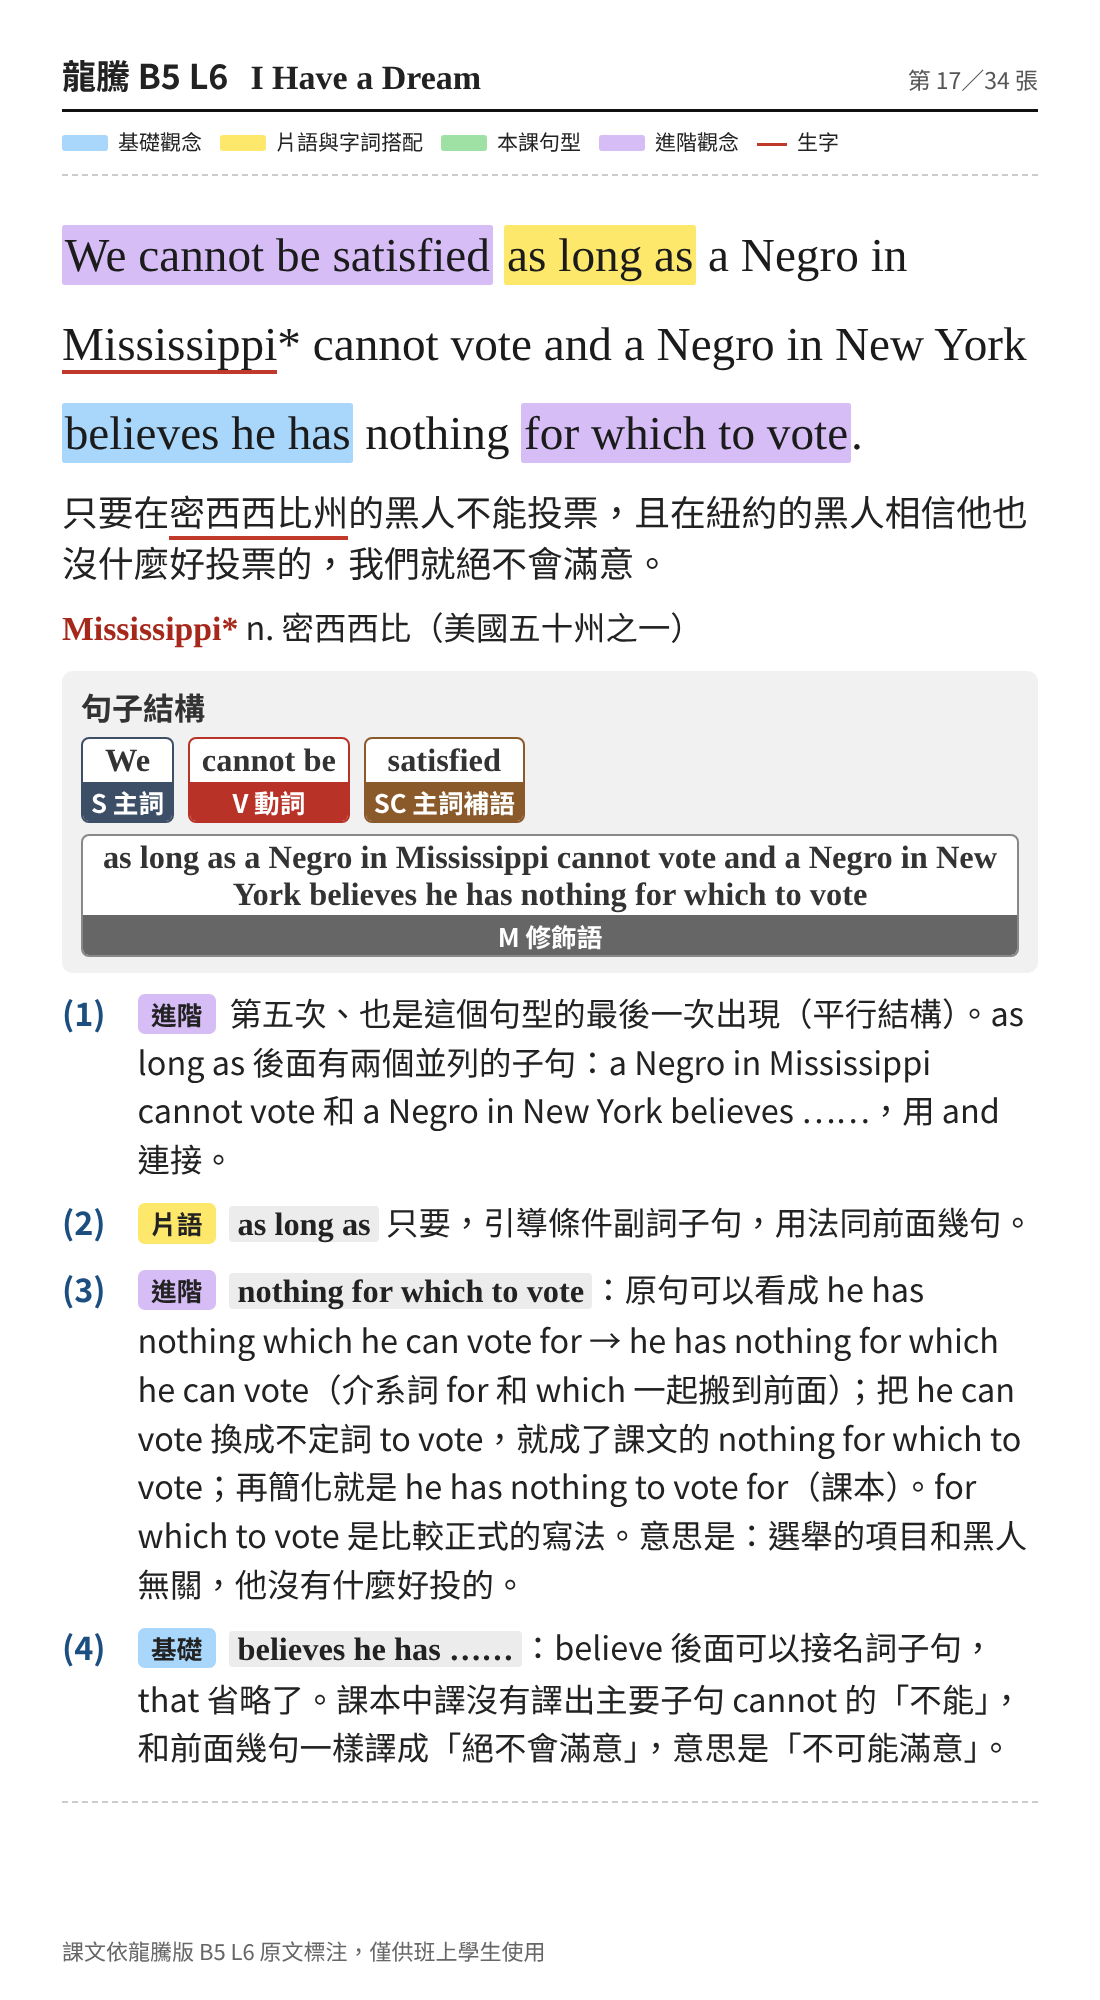 龍騰 B5 L6 I Have a Dream
第 17／34 張
基礎觀念 片語與字詞搭配 本課句型 進階觀念 生字
We cannot be satisfied as long as a Negro in
Mississippi* cannot vote and a Negro in New York
believes he has nothing for which to vote.
只要在密西西比州的黑人不能投票，且在紐約的黑人相信他也
沒什麼好投票的，我們就絕不會滿意。
Mississippi* n. 密西西比（美國五十州之一）
句子結構
We cannot be satisfied
S 主詞 V 動詞 SC 主詞補語
as long as a Negro in Mississippi cannot vote and a Negro in New
York believes he has nothing for which to vote
M 修飾語
(1) 進階 第五次、也是這個句型的最後一次出現（平行結構）。as
long as 後面有兩個並列的子句：a Negro in Mississippi
cannot vote 和 a Negro in New York believes ……，用 and
連接。
(2) 片語 as long as 只要，引導條件副詞子句，用法同前面幾句。
(3) 進階 nothing for which to vote：原句可以看成 he has
nothing which he can vote for → he has nothing for which
he can vote（介系詞 for 和 which 一起搬到前面）；把 he can
vote 換成不定詞 to vote，就成了課文的 nothing for which to
vote；再簡化就是 he has nothing to vote for（課本）。for
which to vote 是比較正式的寫法。意思是：選舉的項目和黑人
無關，他沒有什麼好投的。
(4) 基礎 believes he has ……：believe 後面可以接名詞子句，
that 省略了。課本中譯沒有譯出主要子句 cannot 的「不能」，
和前面幾句一樣譯成「絕不會滿意」，意思是「不可能滿意」。
課文依龍騰版 B5 L6 原文標注，僅供班上學生使用